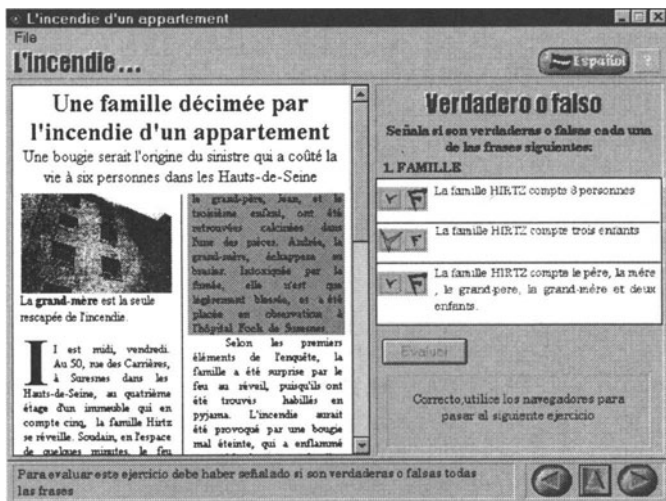 L'incendie d'un appartement
File
L'incendie...
Español
?
Une famille décimée par
l'incendie d'un appartement
Une bougie serait l'origine du sinistre qui a coûté la
vie à six personnes dans les Hauts-de-Seine
La grand-mère est la seule
rescapée de l'incendie.
Il est midi, vendredi.
Au 50, rue des Carrières,
à Suresnes dans les
Hauts-de-Seine, au quatrième
étage d'un immeuble qui en
compte cinq, la famille Hirtz
se réveille. Soudain, en l'espace
de quelques minutes, le feu
le grand-père, Jean, et le
troisième enfant, ont été
retrouvées calcinées dans
l'une des pièces. Andrée, la
grand-mère, échappera au
brasier. Intoxiquée par la
fumée, elle n'est que
légèrement blessée, et a été
placée en observation à
l'hôpital Foch de Suresnes.
Selon les premiers
éléments de l'enquête, la
famille a été surprise par le
feu au réveil, puisqu'ils ont
été trouvés habillés en
pyjama. L'incendie aurait
été provoqué par une bougie
mal éteinte, qui a enflammé
Verdadero o falso
Señala si son verdaderas o falsas cada una
de las frases siguientes:
1. FAMILLE
V F La famille HIRTZ compte 8 personnes
V F La famille HIRTZ compte trois enfants
V F La famille HIRTZ compte le père, la mère
, le grand-pere, la grand-mére et deux
enfants.
Evaluar
Correcto,utilice los navegadores para
pasar al siguiente ejercicio
Para evaluar este ejercicio debe haber señalado si son verdaderas o falsas todas
las frases